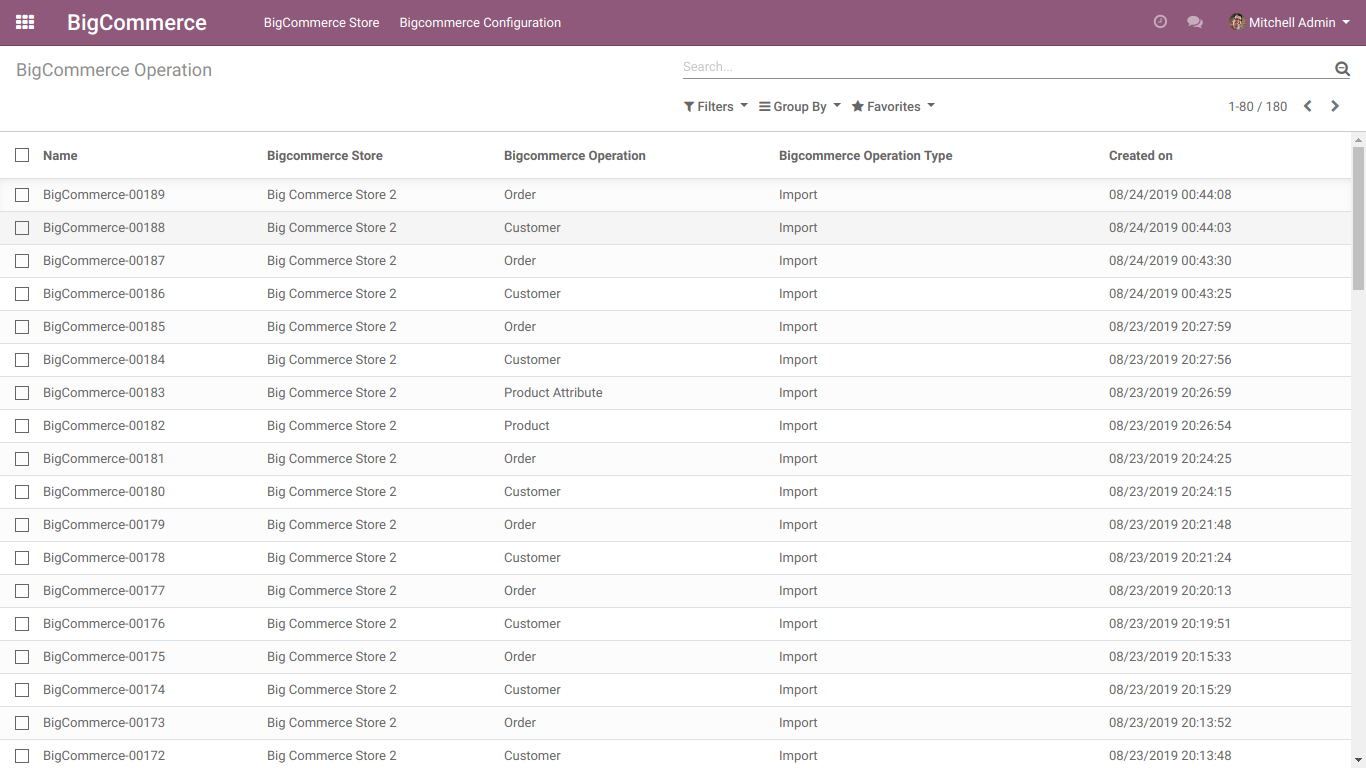 BigCommerce BigCommerce Store Bigcommerce Configuration Mitchell Admin
BigCommerce Operation Search...
Filters Group By Favorites 1-80 / 180
Name Bigcommerce Store Bigcommerce Operation Bigcommerce Operation Type Created on
BigCommerce-00189 Big Commerce Store 2 Order Import 08/24/2019 00:44:08
BigCommerce-00188 Big Commerce Store 2 Customer Import 08/24/2019 00:44:03
BigCommerce-00187 Big Commerce Store 2 Order Import 08/24/2019 00:43:30
BigCommerce-00186 Big Commerce Store 2 Customer Import 08/24/2019 00:43:25
BigCommerce-00185 Big Commerce Store 2 Order Import 08/23/2019 20:27:59
BigCommerce-00184 Big Commerce Store 2 Customer Import 08/23/2019 20:27:56
BigCommerce-00183 Big Commerce Store 2 Product Attribute Import 08/23/2019 20:26:59
BigCommerce-00182 Big Commerce Store 2 Product Import 08/23/2019 20:26:54
BigCommerce-00181 Big Commerce Store 2 Order Import 08/23/2019 20:24:25
BigCommerce-00180 Big Commerce Store 2 Customer Import 08/23/2019 20:24:15
BigCommerce-00179 Big Commerce Store 2 Order Import 08/23/2019 20:21:48
BigCommerce-00178 Big Commerce Store 2 Customer Import 08/23/2019 20:21:24
BigCommerce-00177 Big Commerce Store 2 Order Import 08/23/2019 20:20:13
BigCommerce-00176 Big Commerce Store 2 Customer Import 08/23/2019 20:19:51
BigCommerce-00175 Big Commerce Store 2 Order Import 08/23/2019 20:15:33
BigCommerce-00174 Big Commerce Store 2 Customer Import 08/23/2019 20:15:29
BigCommerce-00173 Big Commerce Store 2 Order Import 08/23/2019 20:13:52
BigCommerce-00172 Big Commerce Store 2 Customer Import 08/23/2019 20:13:48